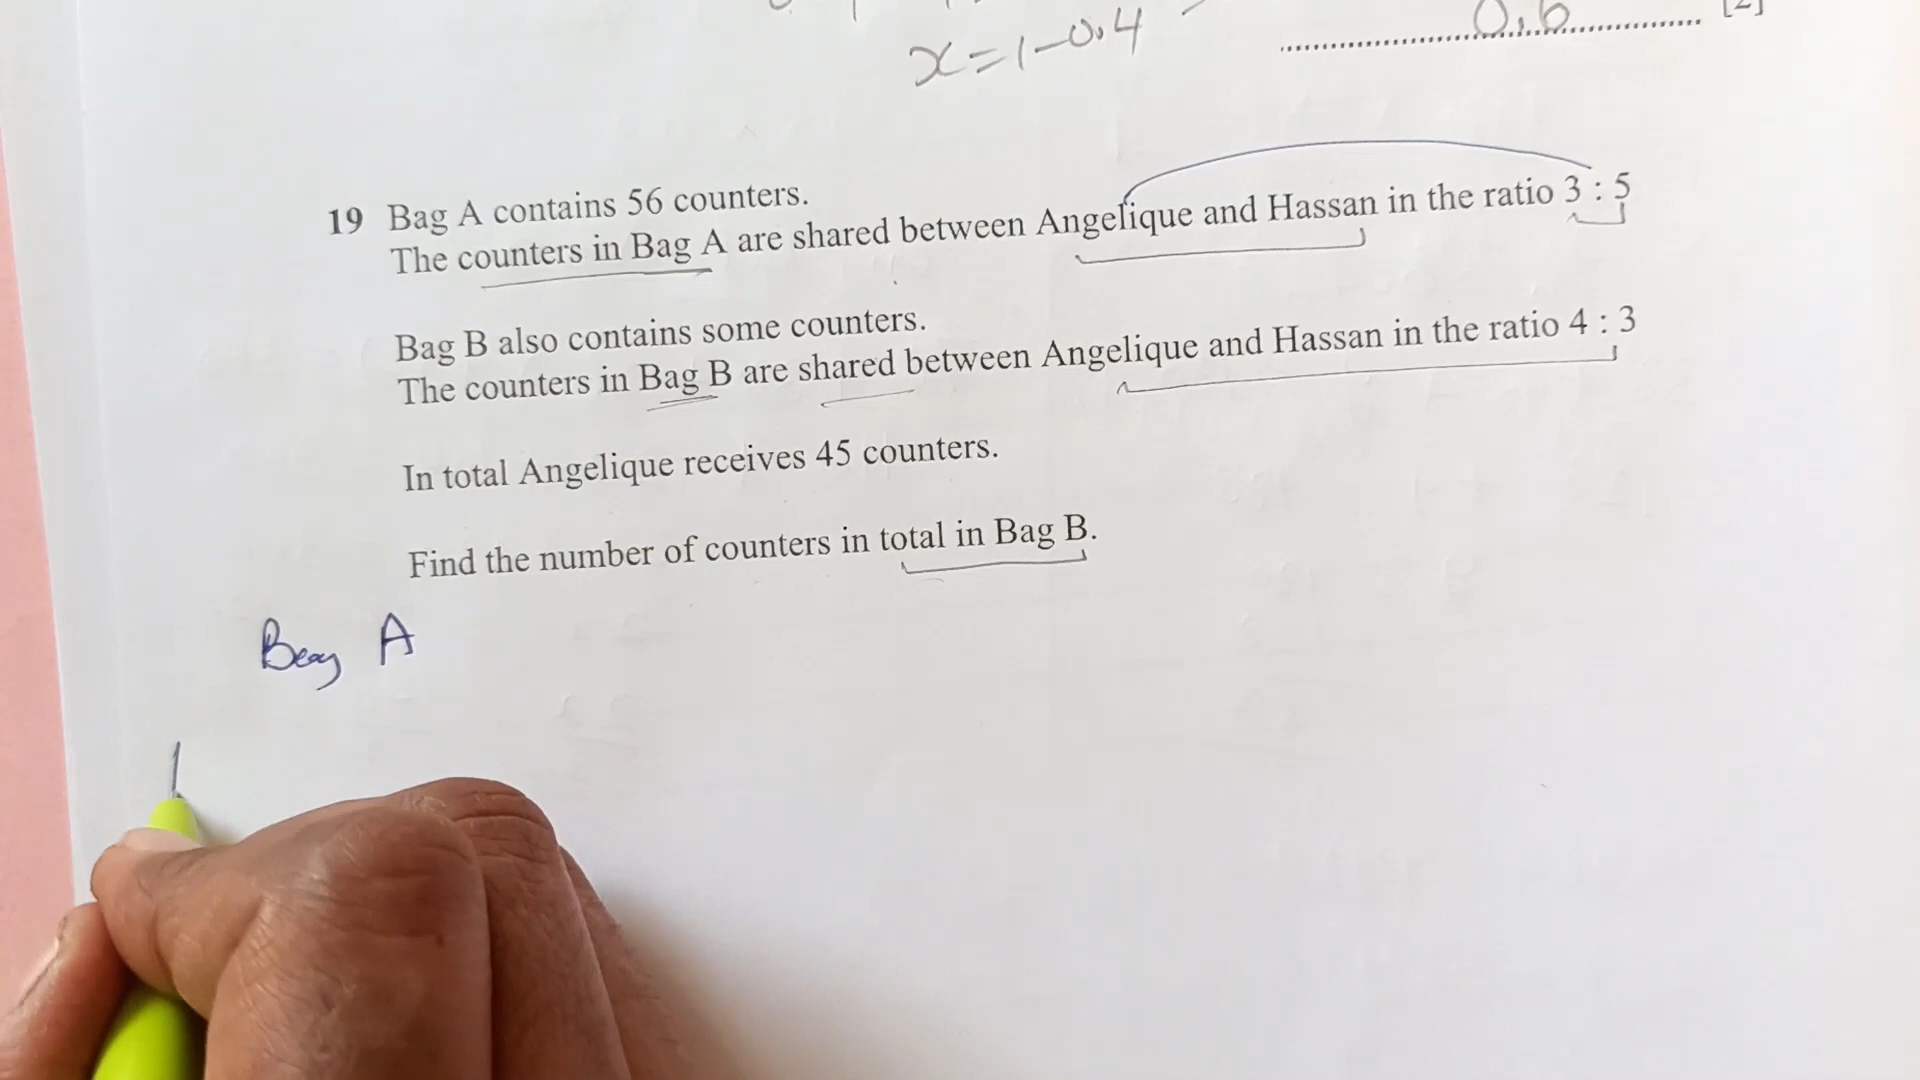 x=1-0.4
0.6 [2]
19 Bag A contains 56 counters.
The counters in Bag A are shared between Angelique and Hassan in the ratio 3 : 5
Bag B also contains some counters.
The counters in Bag B are shared between Angelique and Hassan in the ratio 4 : 3
In total Angelique receives 45 counters.
Find the number of counters in total in Bag B.
Bag A